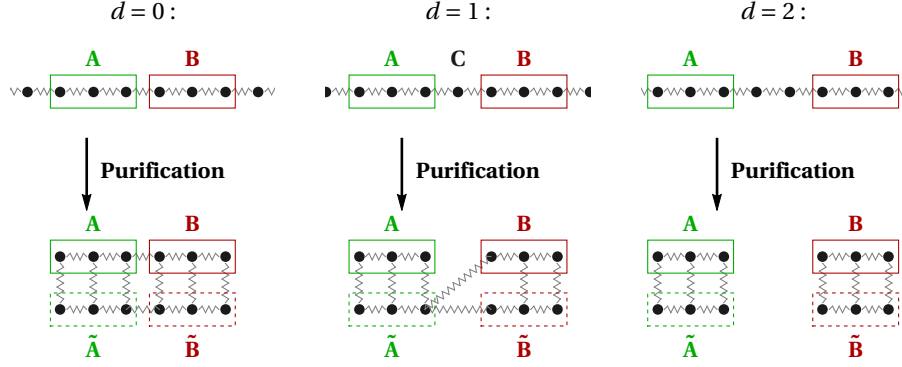 d = 0 : d = 1 : d = 2 :
A B A C B A B
Purification Purification Purification
A B A B A B
Ã B̃ Ã B̃ Ã B̃